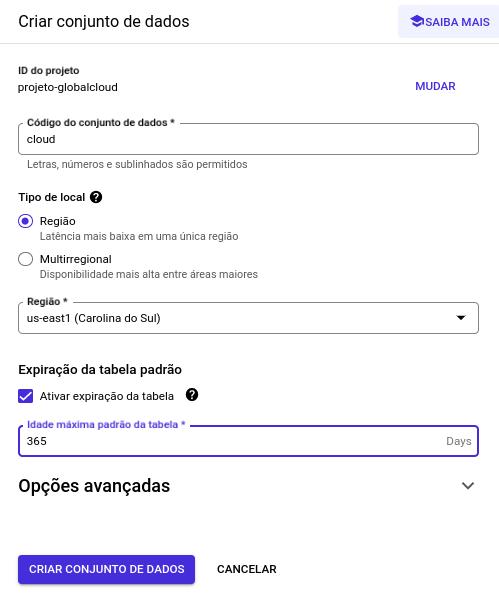 Criar conjunto de dados
SAIBA MAIS
ID do projeto
projeto-globalcloud
MUDAR
Código do conjunto de dados *
cloud
Letras, números e sublinhados são permitidos
Tipo de local ?
Região
Latência mais baixa em uma única região
Multirregional
Disponibilidade mais alta entre áreas maiores
Região *
us-east1 (Carolina do Sul)
Expiração da tabela padrão
Ativar expiração da tabela ?
Idade máxima padrão da tabela *
365 Days
Opções avançadas
CRIAR CONJUNTO DE DADOS CANCELAR